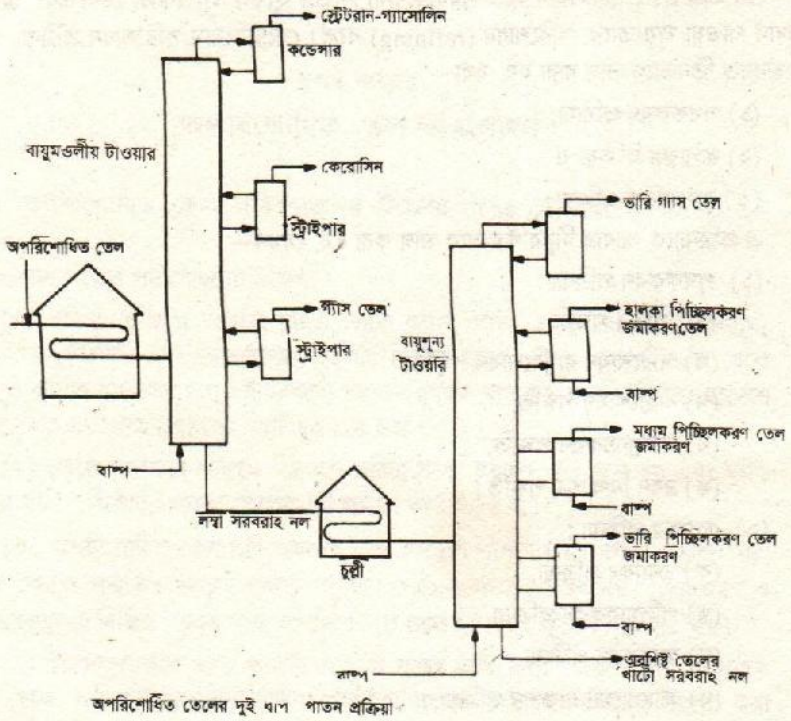 স্ট্রেটরান-গ্যাসোলিন
কন্ডেন্সার
বায়ুমণ্ডলীয় টাওয়ার
কেরোসিন
স্ট্রাইপার
ভারি গ্যাস তেল
অপরিশোধিত তেল
গ্যাস তেল
স্ট্রাইপার
হালকা পিচ্ছিলকরণ
জমাকরণ তেল
বায়ুশূন্য
টাওয়ার
বাষ্প
মধ্যম পিচ্ছিলকরণ তেল
জমাকরণ
বাষ্প
বাষ্প
লম্বা সরবরাহ নল
চুল্লী
ভারি পিচ্ছিলকরণ তেল
জমাকরণ
বাষ্প
বাষ্প
অবশিষ্ট তেলের
খাটো সরবরাহ নল
অপরিশোধিত তেলের দুই ধাপ পাতন প্রক্রিয়া